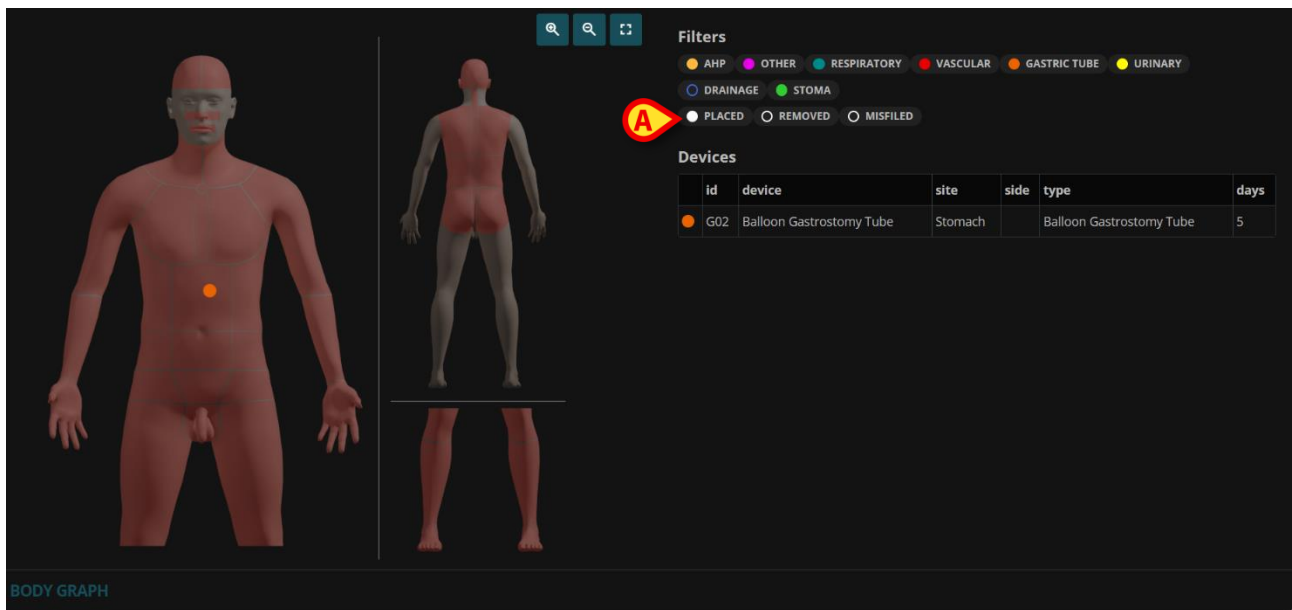 Filters
AHP OTHER RESPIRATORY VASCULAR GASTRIC TUBE URINARY
DRAINAGE STOMA
A PLACED REMOVED MISFILED
Devices
id device site side type days
G02 Balloon Gastrostomy Tube Stomach Balloon Gastrostomy Tube 5
BODY GRAPH